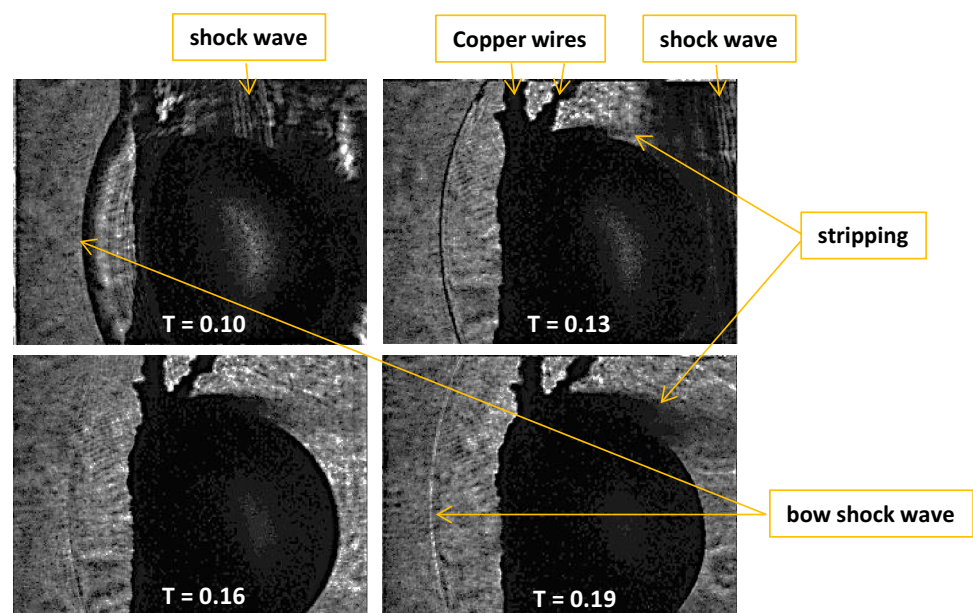 shock wave
Copper wires
shock wave
stripping
T = 0.10
T = 0.13
bow shock wave
T = 0.16
T = 0.19